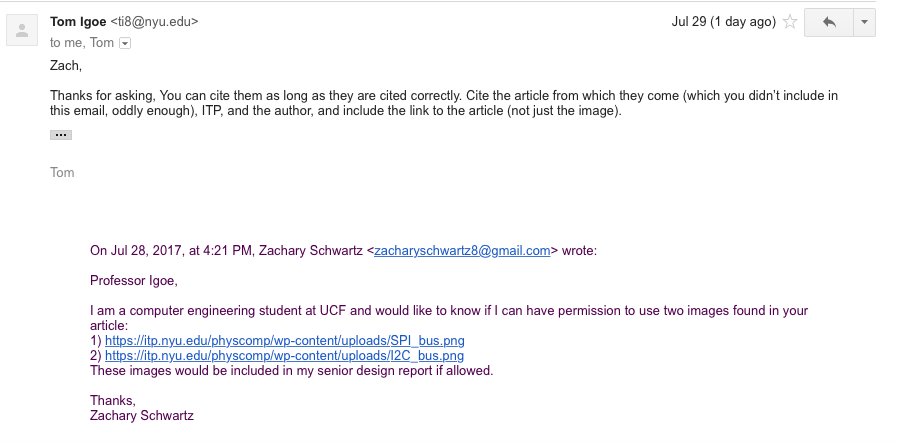 Tom Igoe <ti8@nyu.edu> Jul 29 (1 day ago)
to me, Tom
Zach,
Thanks for asking, You can cite them as long as they are cited correctly. Cite the article from which they come (which you didn't include in
this email, oddly enough), ITP, and the author, and include the link to the article (not just the image).
Tom
On Jul 28, 2017, at 4:21 PM, Zachary Schwartz <zacharyschwartz8@gmail.com> wrote:
Professor Igoe,
I am a computer engineering student at UCF and would like to know if I can have permission to use two images found in your
article:
1) https://itp.nyu.edu/physcomp/wp-content/uploads/SPI_bus.png
2) https://itp.nyu.edu/physcomp/wp-content/uploads/I2C_bus.png
These images would be included in my senior design report if allowed.
Thanks,
Zachary Schwartz